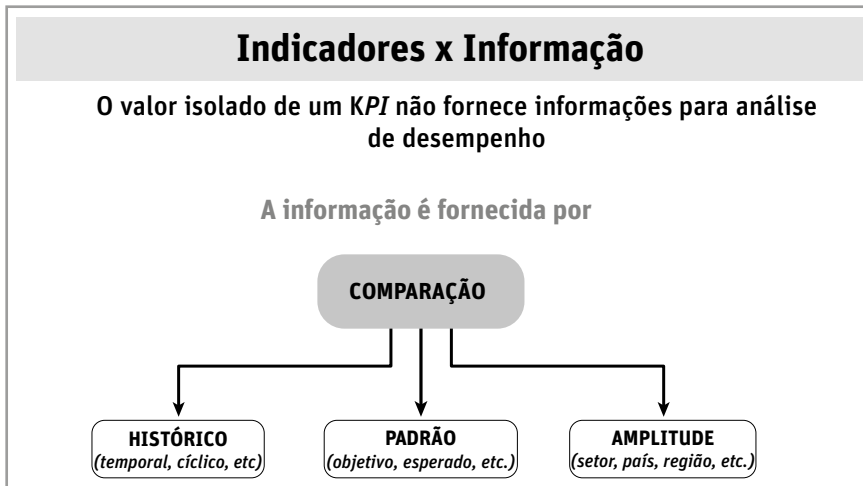 Indicadores x Informação
O valor isolado de um KPI não fornece informações para análise
de desempenho
A informação é fornecida por
COMPARAÇÃO
HISTÓRICO
(temporal, cíclico, etc)
PADRÃO
(objetivo, esperado, etc.)
AMPLITUDE
(setor, país, região, etc.)